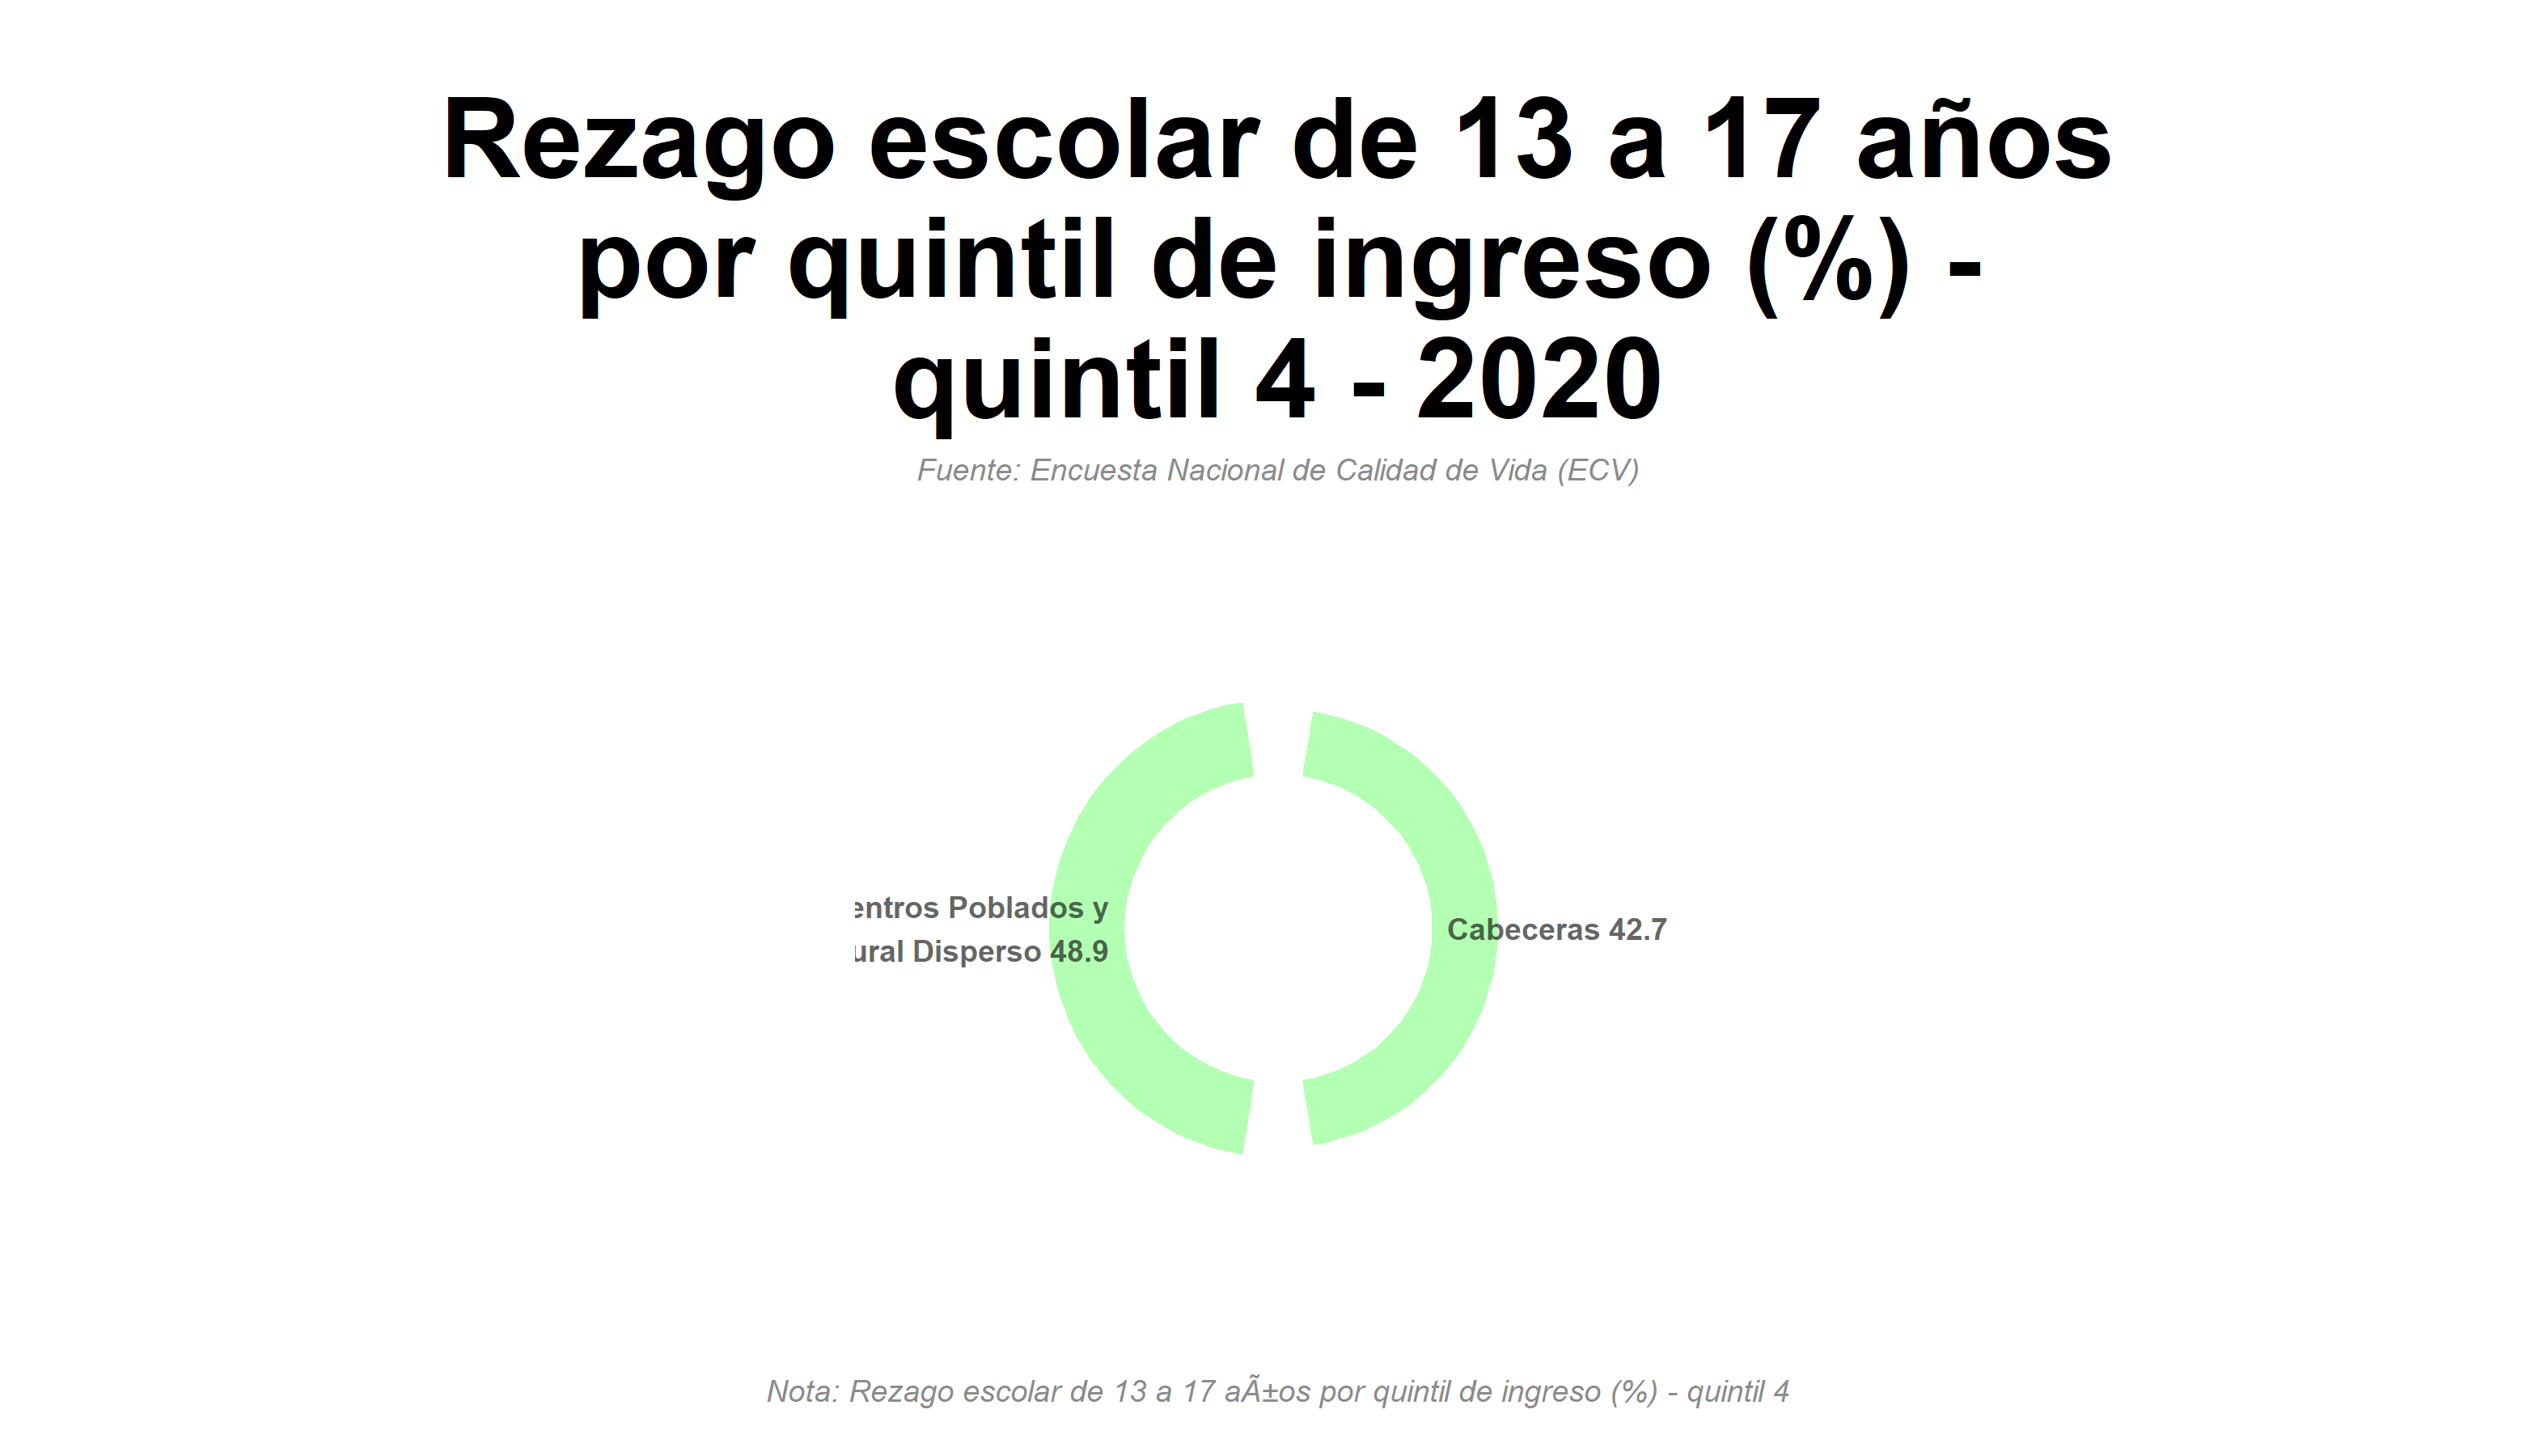 Rezago escolar de 13 a 17 años
por quintil de ingreso (%) -
quintil 4 - 2020
Fuente: Encuesta Nacional de Calidad de Vida (ECV)
entros Poblados y
ural Disperso 48.9
Cabeceras 42.7
Nota: Rezago escolar de 13 a 17 aÃ±os por quintil de ingreso (%) - quintil 4